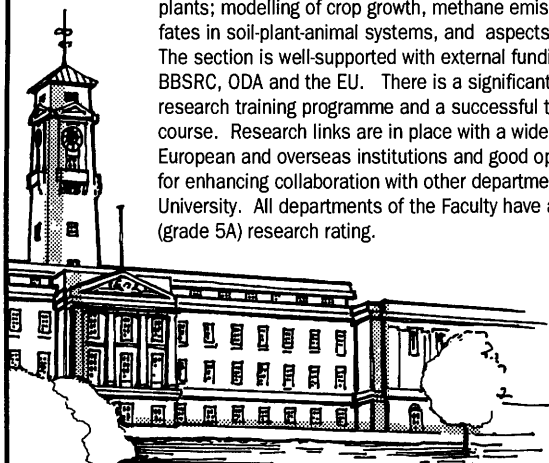 plants; modelling of crop growth, methane emis
fates in soil-plant-animal systems, and aspects
The section is well-supported with external fundi
BBSRC, ODA and the EU. There is a significant
research training programme and a successful t
course. Research links are in place with a wide
European and overseas institutions and good op
for enhancing collaboration with other departme
University. All departments of the Faculty have a
(grade 5A) research rating.